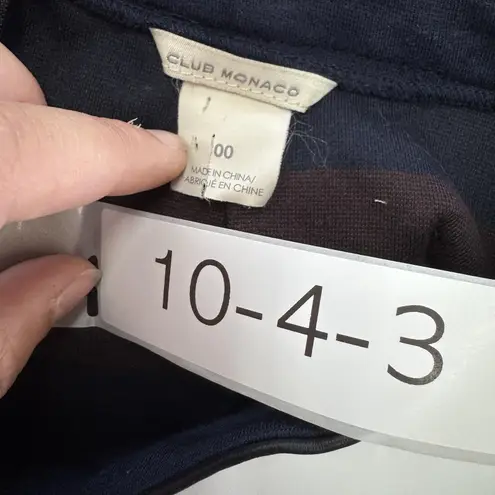 CLUB MONACO
00
MADE IN CHINA/
FABRIQUÉ EN CHINE
10-4-3